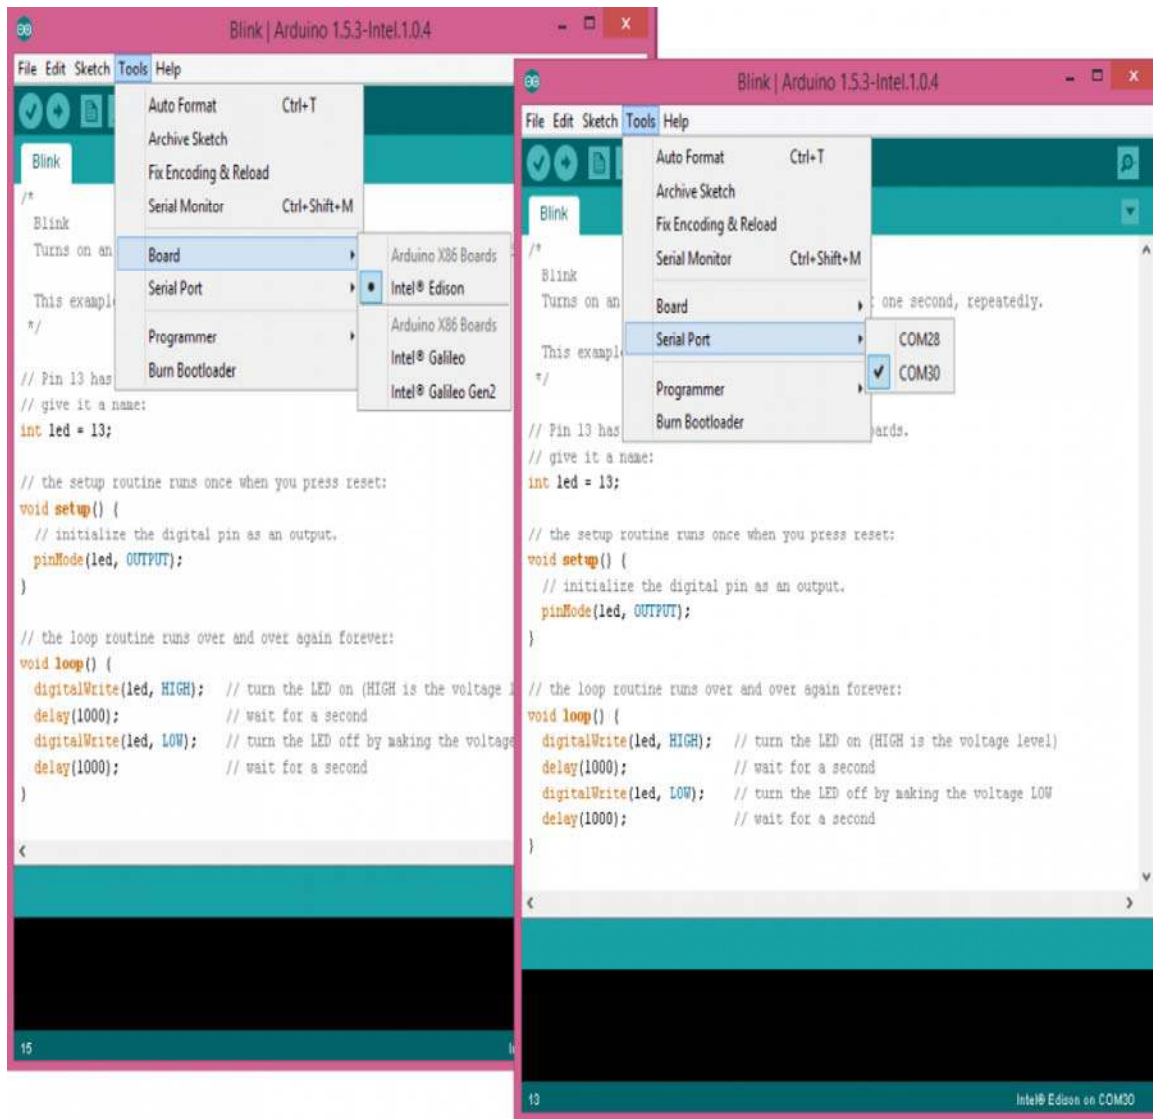 Blink | Arduino 1.5.3-Intel.1.0.4
File Edit Sketch Tools Help
Auto Format Ctrl+T
Archive Sketch
Fix Encoding & Reload
Serial Monitor Ctrl+Shift+M
Board
Serial Port
Programmer
Burn Bootloader
Arduino X86 Boards
Intel® Edison
Arduino X86 Boards
Intel® Galileo
Intel® Galileo Gen2
Blink
/*
Blink
Turns on an
This exampl
*/
// Pin 13 has
// give it a name:
int led = 13;
// the setup routine runs once when you press reset:
void setup() {
// initialize the digital pin as an output.
pinMode(led, OUTPUT);
}
// the loop routine runs over and over again forever:
void loop() {
digitalWrite(led, HIGH); // turn the LED on (HIGH is the voltage l
delay(1000); // wait for a second
digitalWrite(led, LOW); // turn the LED off by making the voltage
delay(1000); // wait for a second
}
15
Blink | Arduino 1.5.3-Intel.1.0.4
File Edit Sketch Tools Help
Auto Format Ctrl+T
Archive Sketch
Fix Encoding & Reload
Serial Monitor Ctrl+Shift+M
Board
Serial Port
Programmer
Burn Bootloader
COM28
COM30
Blink
/*
Blink
Turns on an one second, repeatedly.
This exampl
*/
// Pin 13 has ards.
// give it a name:
int led = 13;
// the setup routine runs once when you press reset:
void setup() {
// initialize the digital pin as an output.
pinMode(led, OUTPUT);
}
// the loop routine runs over and over again forever:
void loop() {
digitalWrite(led, HIGH); // turn the LED on (HIGH is the voltage level)
delay(1000); // wait for a second
digitalWrite(led, LOW); // turn the LED off by making the voltage LOW
delay(1000); // wait for a second
}
13 Intel® Edison on COM30